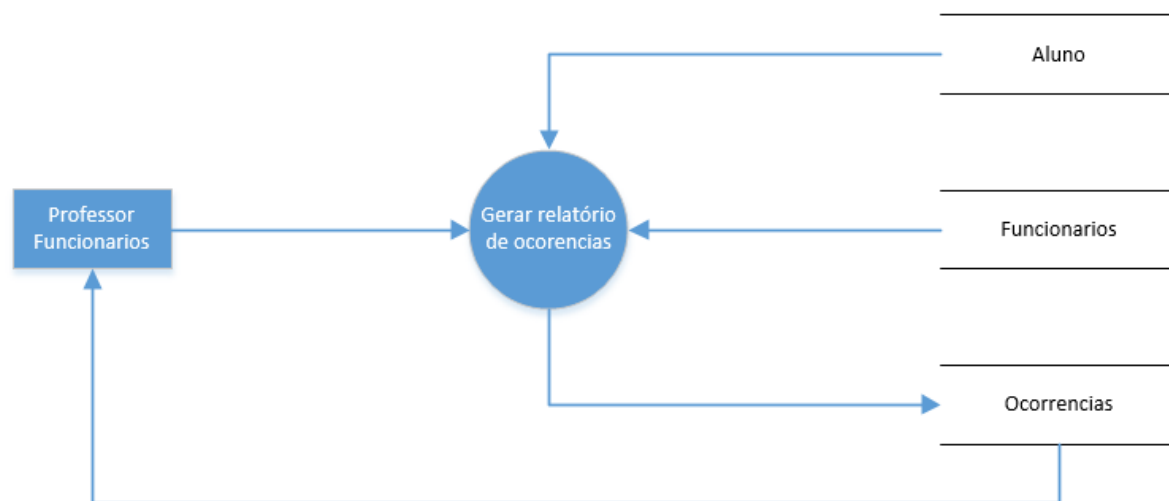 Aluno
Professor
Funcionarios
Gerar relatório
de ocorencias
Funcionarios
Ocorrencias